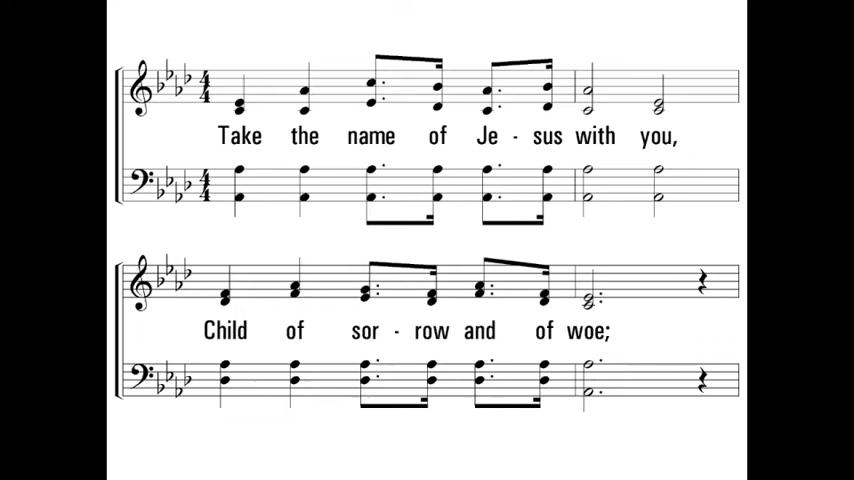 Take the name of Je - sus with you,
Child of sor - row and of woe;